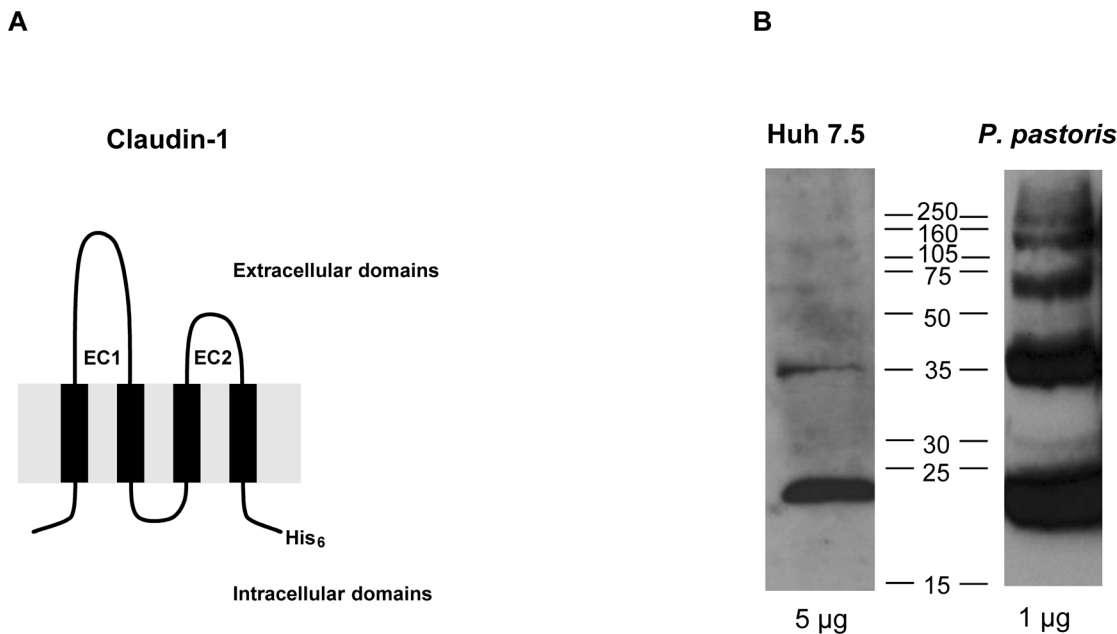 A
Claudin-1
Extracellular domains
EC1
EC2
His6
Intracellular domains
B
Huh 7.5
P. pastoris
250
160
105
75
50
35
30
25
15
5 µg
1 µg